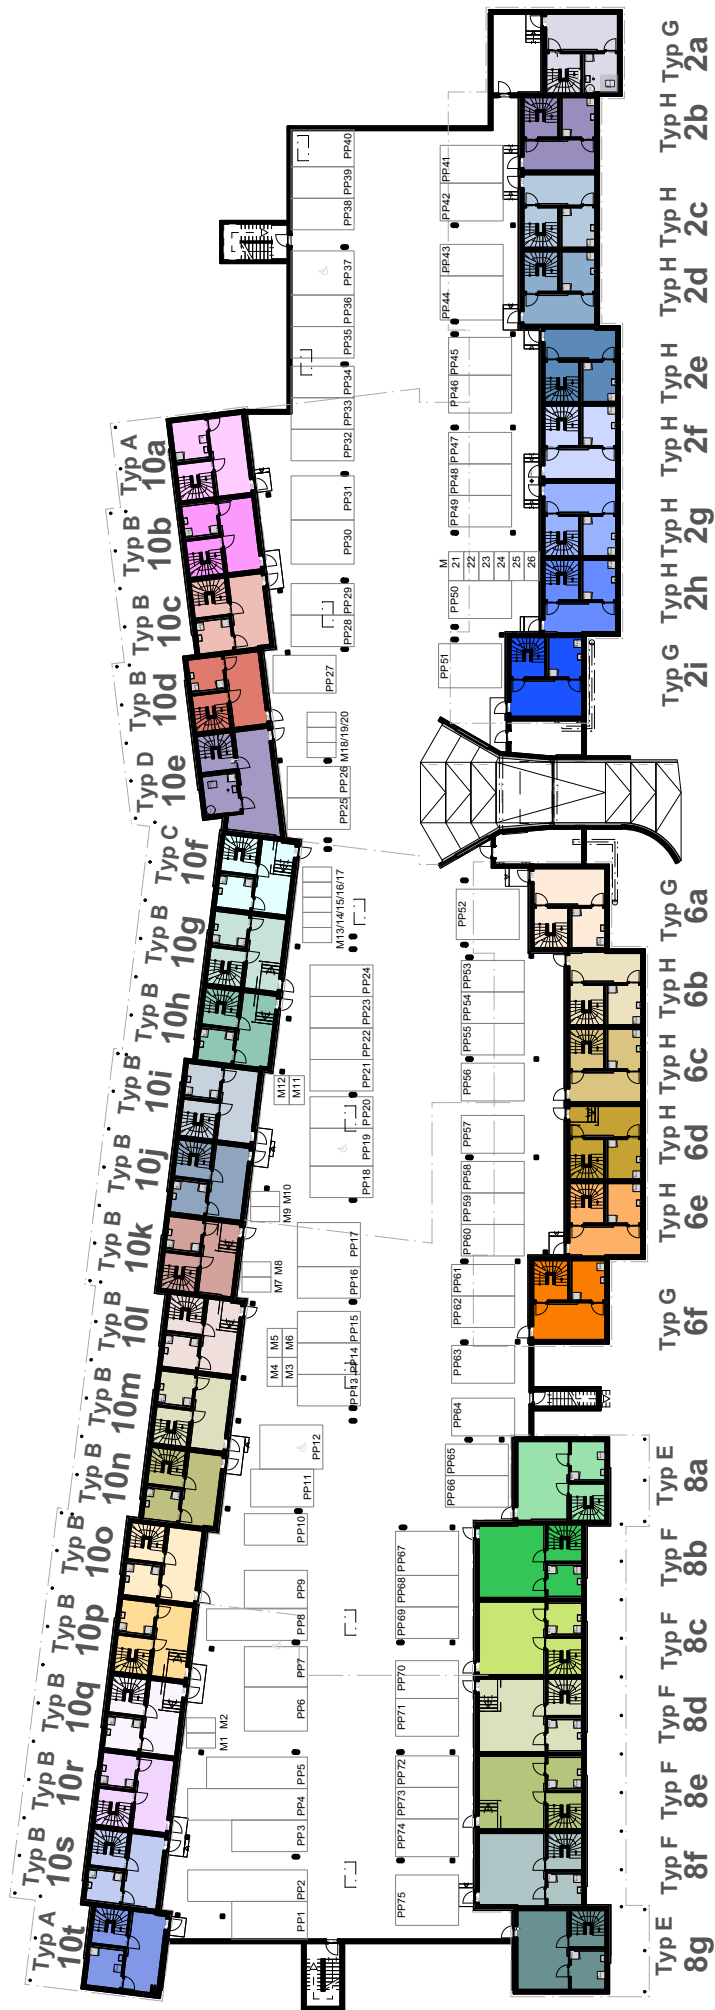 Typ A
10a
Typ B
10b
Typ B
10c
Typ B
10d
Typ D
10e
Typ C
10f
Typ B
10g
Typ B
10h
Typ B
10i
Typ B
10j
Typ B
10k
Typ B
10l
Typ B
10m
Typ B
10n
Typ B
10o
Typ B
10p
Typ B
10q
Typ B
10r
Typ B
10s
Typ A
10t
PP40
PP39
PP38
PP37
PP36
PP35
PP34
PP33
PP32
PP31
PP30
PP29
PP28
PP27
M18/19/20
PP26
PP25
M13/14/15/16/17
PP24
PP23
PP22
PP21
M12
M11
PP20
PP19
PP18
M10
M9
PP17
PP16
M8
M7
PP15
PP14
PP13
M5
M6
M4
M3
PP12
PP11
PP10
PP9
PP8
PP7
PP6
M2
M1
PP5
PP4
PP3
PP2
PP1
PP41
PP42
PP43
PP44
PP45
PP46
PP47
PP48
PP49
M
21
22
23
24
25
26
PP50
PP51
PP52
PP53
PP54
PP55
PP56
PP57
PP58
PP59
PP60
PP61
PP62
PP63
PP64
PP65
PP66
PP67
PP68
PP69
PP70
PP71
PP72
PP73
PP74
PP75
Typ G
2a
Typ H
2b
Typ H
2c
Typ H
2d
Typ H
2e
Typ H
2f
Typ H
2g
Typ H
2h
Typ G
2i
Typ G
6a
Typ H
6b
Typ H
6c
Typ H
6d
Typ H
6e
Typ G
6f
Typ E
8a
Typ F
8b
Typ F
8c
Typ F
8d
Typ F
8e
Typ F
8f
Typ E
8g